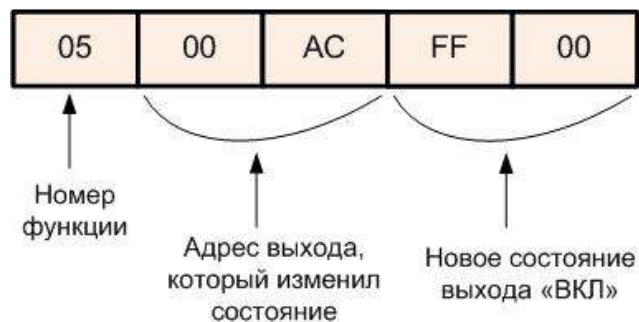 05 00 AC FF 00
Номер
функции
Адрес выхода,
который изменил
состояние
Новое состояние
выхода «ВКЛ»